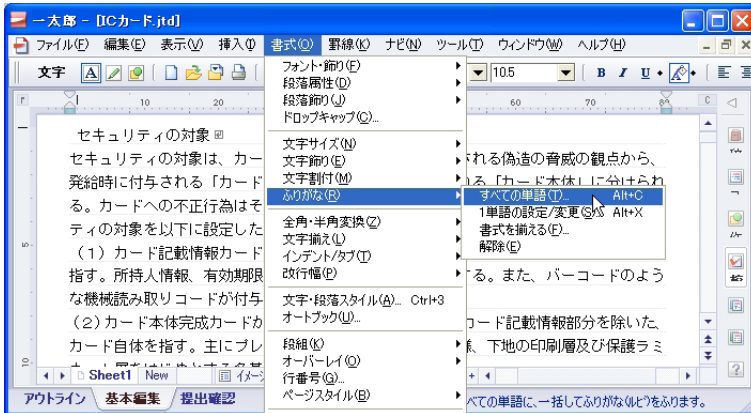 一太郎 - [ICカード.jtd]
ファイル(F) 編集(E) 表示(V) 挿入(I) 書式(O) 罫線(K) ナビ(N) ツール(T) ウィンドウ(W) ヘルプ(H)
文字 10.5 B I U
10 20 60 70 80
セキュリティの対象
セキュリティの対象は、カー される偽造の脅威の観点から、
発給時に付与される「カード 「カード本体」に分けられ
る。カードへの不正行為はそ
ティの対象を以下に設定した
(1)カード記載情報カード
指す。所持人情報、有効期限 する。また、バーコードのよう
な機械読み取りコードが付与
(2)カード本体完成カードか カード記載情報部分を除いた、
カード自体を指す。主にプレ 、下地の印刷層及び保護ラミ
フォント・飾り(F)
段落属性(D)
段落飾り(J)
ドロップキャップ(C)...
文字サイズ(N)
文字飾り(E)
文字割付(M)
ふりがな(R)
全角・半角変換(Z)
文字揃え(L)
インデント/タブ(T)
改行幅(P)
文字・段落スタイル(A)... Ctrl+3
オートブック(U)...
段組(K)
オーバーレイ(O)
行番号(G)...
ページスタイル(B)
すべての単語(T)... Alt+C
1単語の設定/変更(S)... Alt+X
書式を揃える(F)...
解除(E)
Sheet1 New
アウトライン 基本編集 提出確認 べての単語に、一括してふりがな(ルビ)をふります。